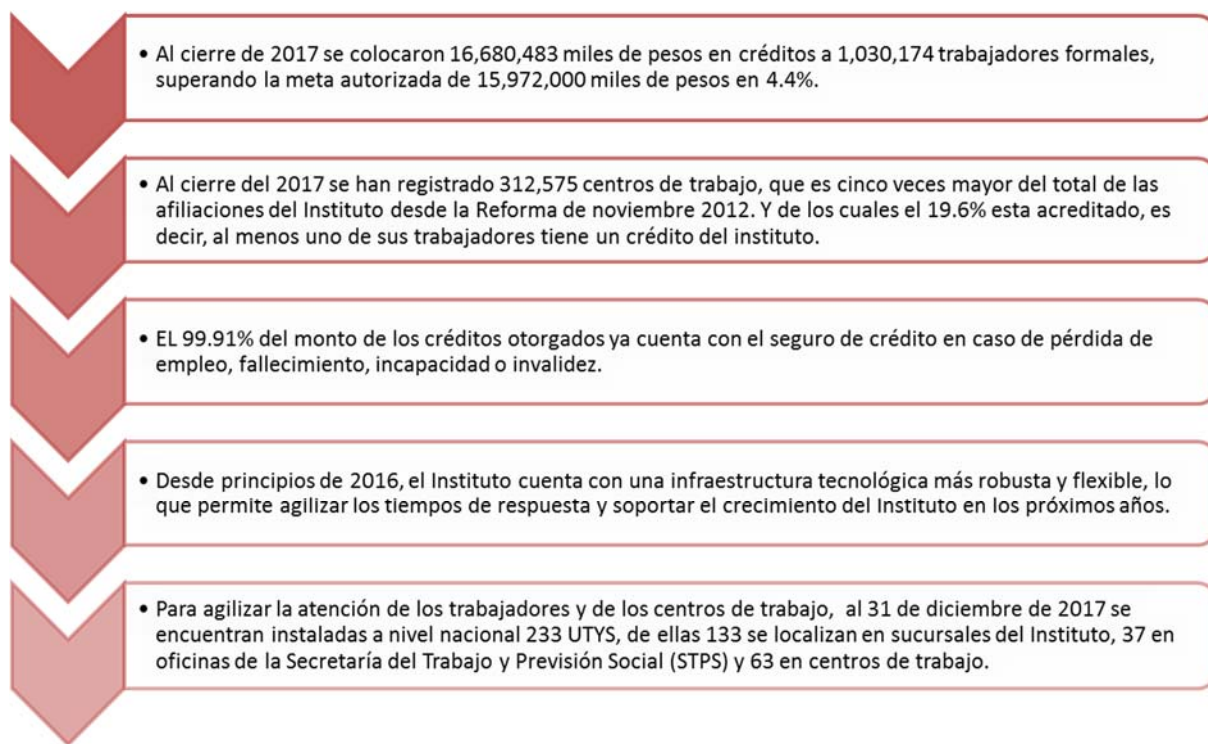 • Al cierre de 2017 se colocaron 16,680,483 miles de pesos en créditos a 1,030,174 trabajadores formales,
superando la meta autorizada de 15,972,000 miles de pesos en 4.4%.
• Al cierre del 2017 se han registrado 312,575 centros de trabajo, que es cinco veces mayor del total de las
afiliaciones del Instituto desde la Reforma de noviembre 2012. Y de los cuales el 19.6% esta acreditado, es
decir, al menos uno de sus trabajadores tiene un crédito del instituto.
• EL 99.91% del monto de los créditos otorgados ya cuenta con el seguro de crédito en caso de pérdida de
empleo, fallecimiento, incapacidad o invalidez.
• Desde principios de 2016, el Instituto cuenta con una infraestructura tecnológica más robusta y flexible, lo
que permite agilizar los tiempos de respuesta y soportar el crecimiento del Instituto en los próximos años.
• Para agilizar la atención de los trabajadores y de los centros de trabajo, al 31 de diciembre de 2017 se
encuentran instaladas a nivel nacional 233 UTYS, de ellas 133 se localizan en sucursales del Instituto, 37 en
oficinas de la Secretaría del Trabajo y Previsión Social (STPS) y 63 en centros de trabajo.